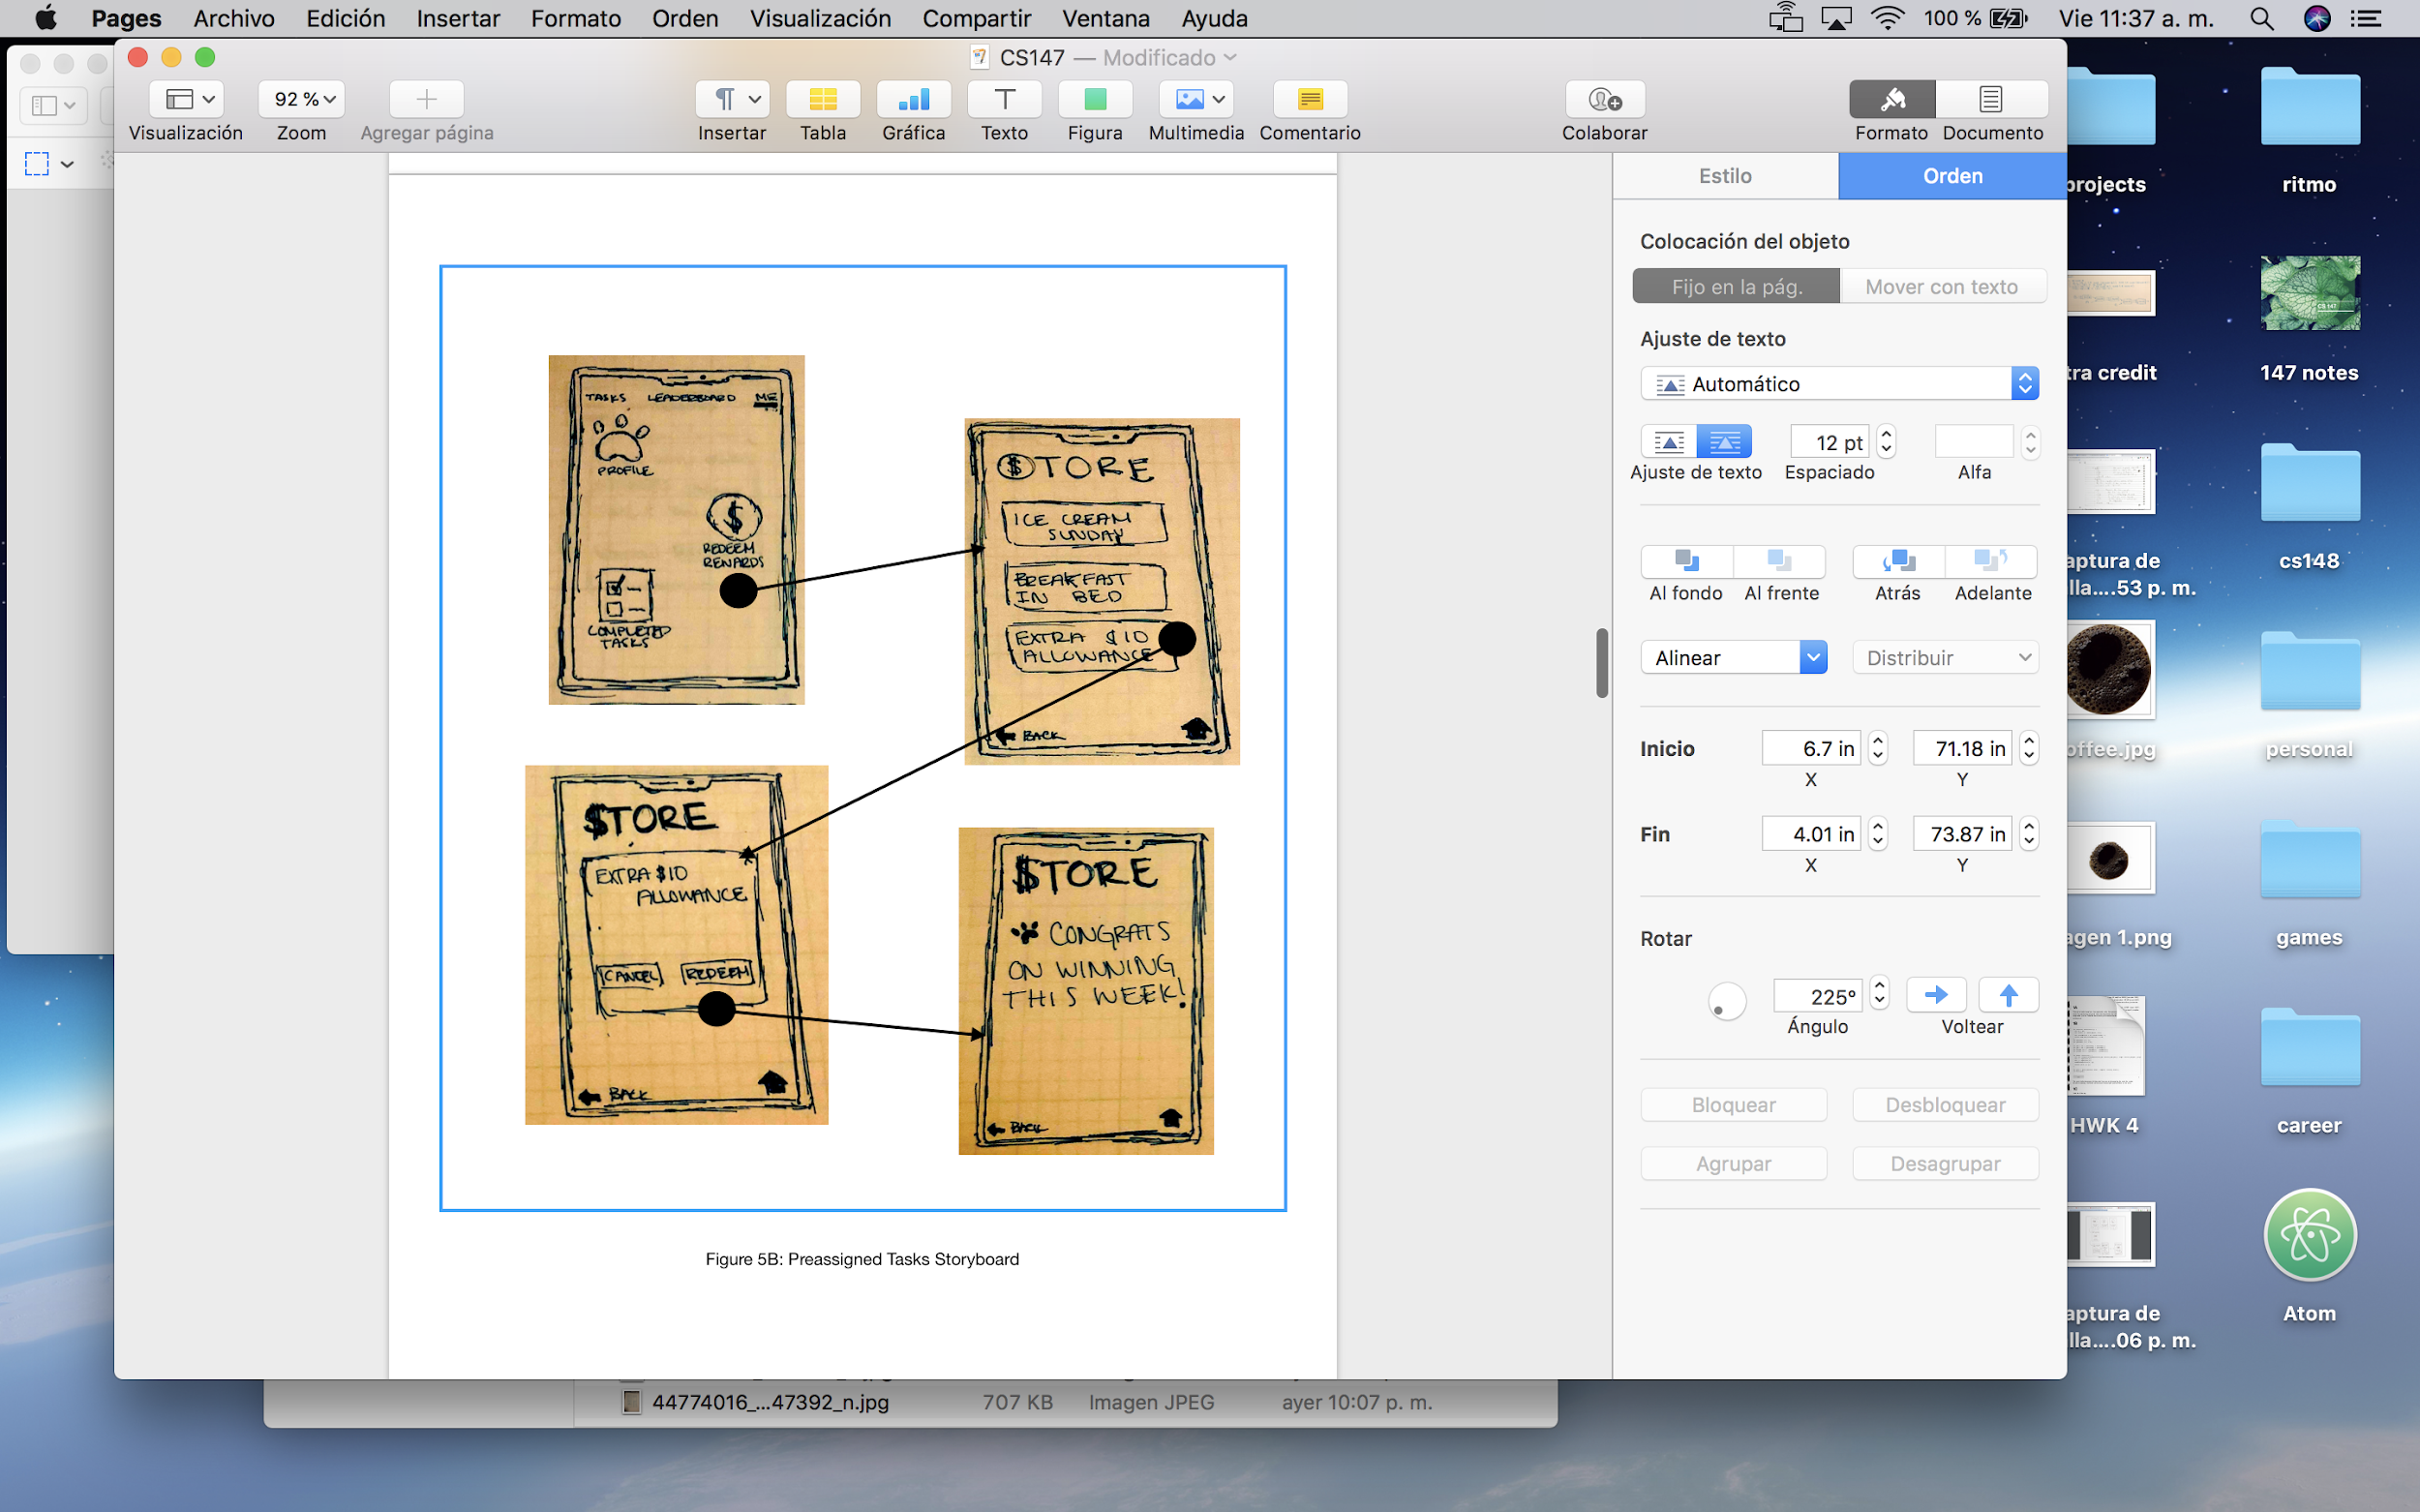 Pages Archivo Edición Insertar Formato Orden Visualización Compartir Ventana Ayuda 100 % Vie 11:37 a. m.
CS147 — Modificado
92 %
Visualización Zoom Agregar página Insertar Tabla Gráfica Texto Figura Multimedia Comentario Colaborar Formato Documento
TASKS LEADERBOARD ME
PROFILE
$
REDEEM
REWARDS
COMPLETED
TASKS
$TORE
ICE CREAM
SUNDAY
BREAKFAST
IN BED
EXTRA $10
ALLOWANCE
BACK
$TORE
EXTRA $10
ALLOWANCE
CANCEL REDEEM
BACK
$TORE
CONGRATS
ON WINNING
THIS WEEK!
BACK
Figure 5B: Preassigned Tasks Storyboard
Estilo Orden
Colocación del objeto
Fijo en la pág. Mover con texto
Ajuste de texto
Automático
12 pt
Ajuste de texto Espaciado Alfa
Al fondo Al frente Atrás Adelante
Alinear Distribuir
Inicio 6.7 in 71.18 in
X Y
Fin 4.01 in 73.87 in
X Y
Rotar
225°
Ángulo Voltear
Bloquear Desbloquear
Agrupar Desagrupar
projects ritmo
tra credit 147 notes
CS 147
aptura de
lla....53 p. m.
cs148
offee.jpg personal
agen 1.png games
HWK 4 career
aptura de
lla....06 p. m.
Atom
44774016_...47392_n.jpg 707 KB Imagen JPEG ayer 10:07 p. m.